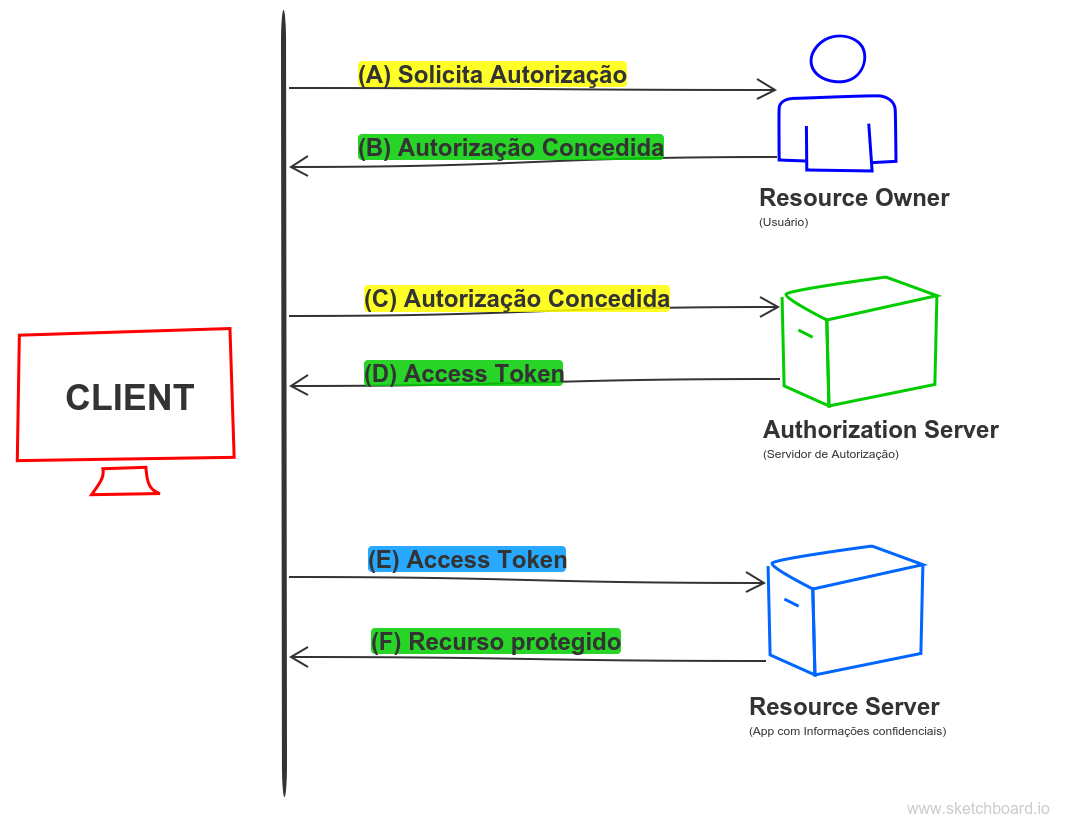 (A) Solicita Autorização
(B) Autorização Concedida
Resource Owner
(Usuário)
(C) Autorização Concedida
(D) Access Token
CLIENT
Authorization Server
(Servidor de Autorização)
(E) Access Token
(F) Recurso protegido
Resource Server
(App com Informações confidenciais)
www.sketchboard.io